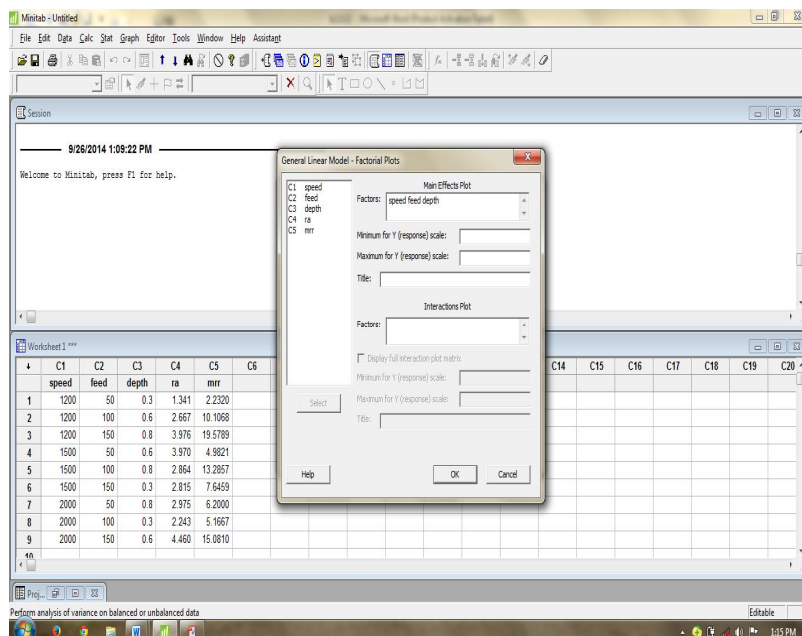 Minitab - Untitled
File Edit Data Calc Stat Graph Editor Tools Window Help Assistant
Session
9/26/2014 1:09:22 PM
Welcome to Minitab, press F1 for help.
General Linear Model - Factorial Plots
C1 speed
C2 feed
C3 depth
C4 ra
C5 mrr
Main Effects Plot
Factors: speed feed depth
Minimum for Y (response) scale:
Maximum for Y (response) scale:
Title:
Interactions Plot
Factors:
Display full interaction plot matrix
Minimum for Y (response) scale:
Maximum for Y (response) scale:
Title:
Select
Help OK Cancel
Worksheet 1 ***
C1 C2 C3 C4 C5 C6 C14 C15 C16 C17 C18 C19 C20
speed feed depth ra mrr
1 1200 50 0.3 1.341 2.2320
2 1200 100 0.6 2.667 10.1068
3 1200 150 0.8 3.976 19.5789
4 1500 50 0.6 3.970 4.9821
5 1500 100 0.8 2.864 13.2857
6 1500 150 0.3 2.815 7.6459
7 2000 50 0.8 2.975 6.2000
8 2000 100 0.3 2.243 5.1667
9 2000 150 0.6 4.460 15.0810
10
Proj...
Perform analysis of variance on balanced or unbalanced data
Editable
1:15 PM